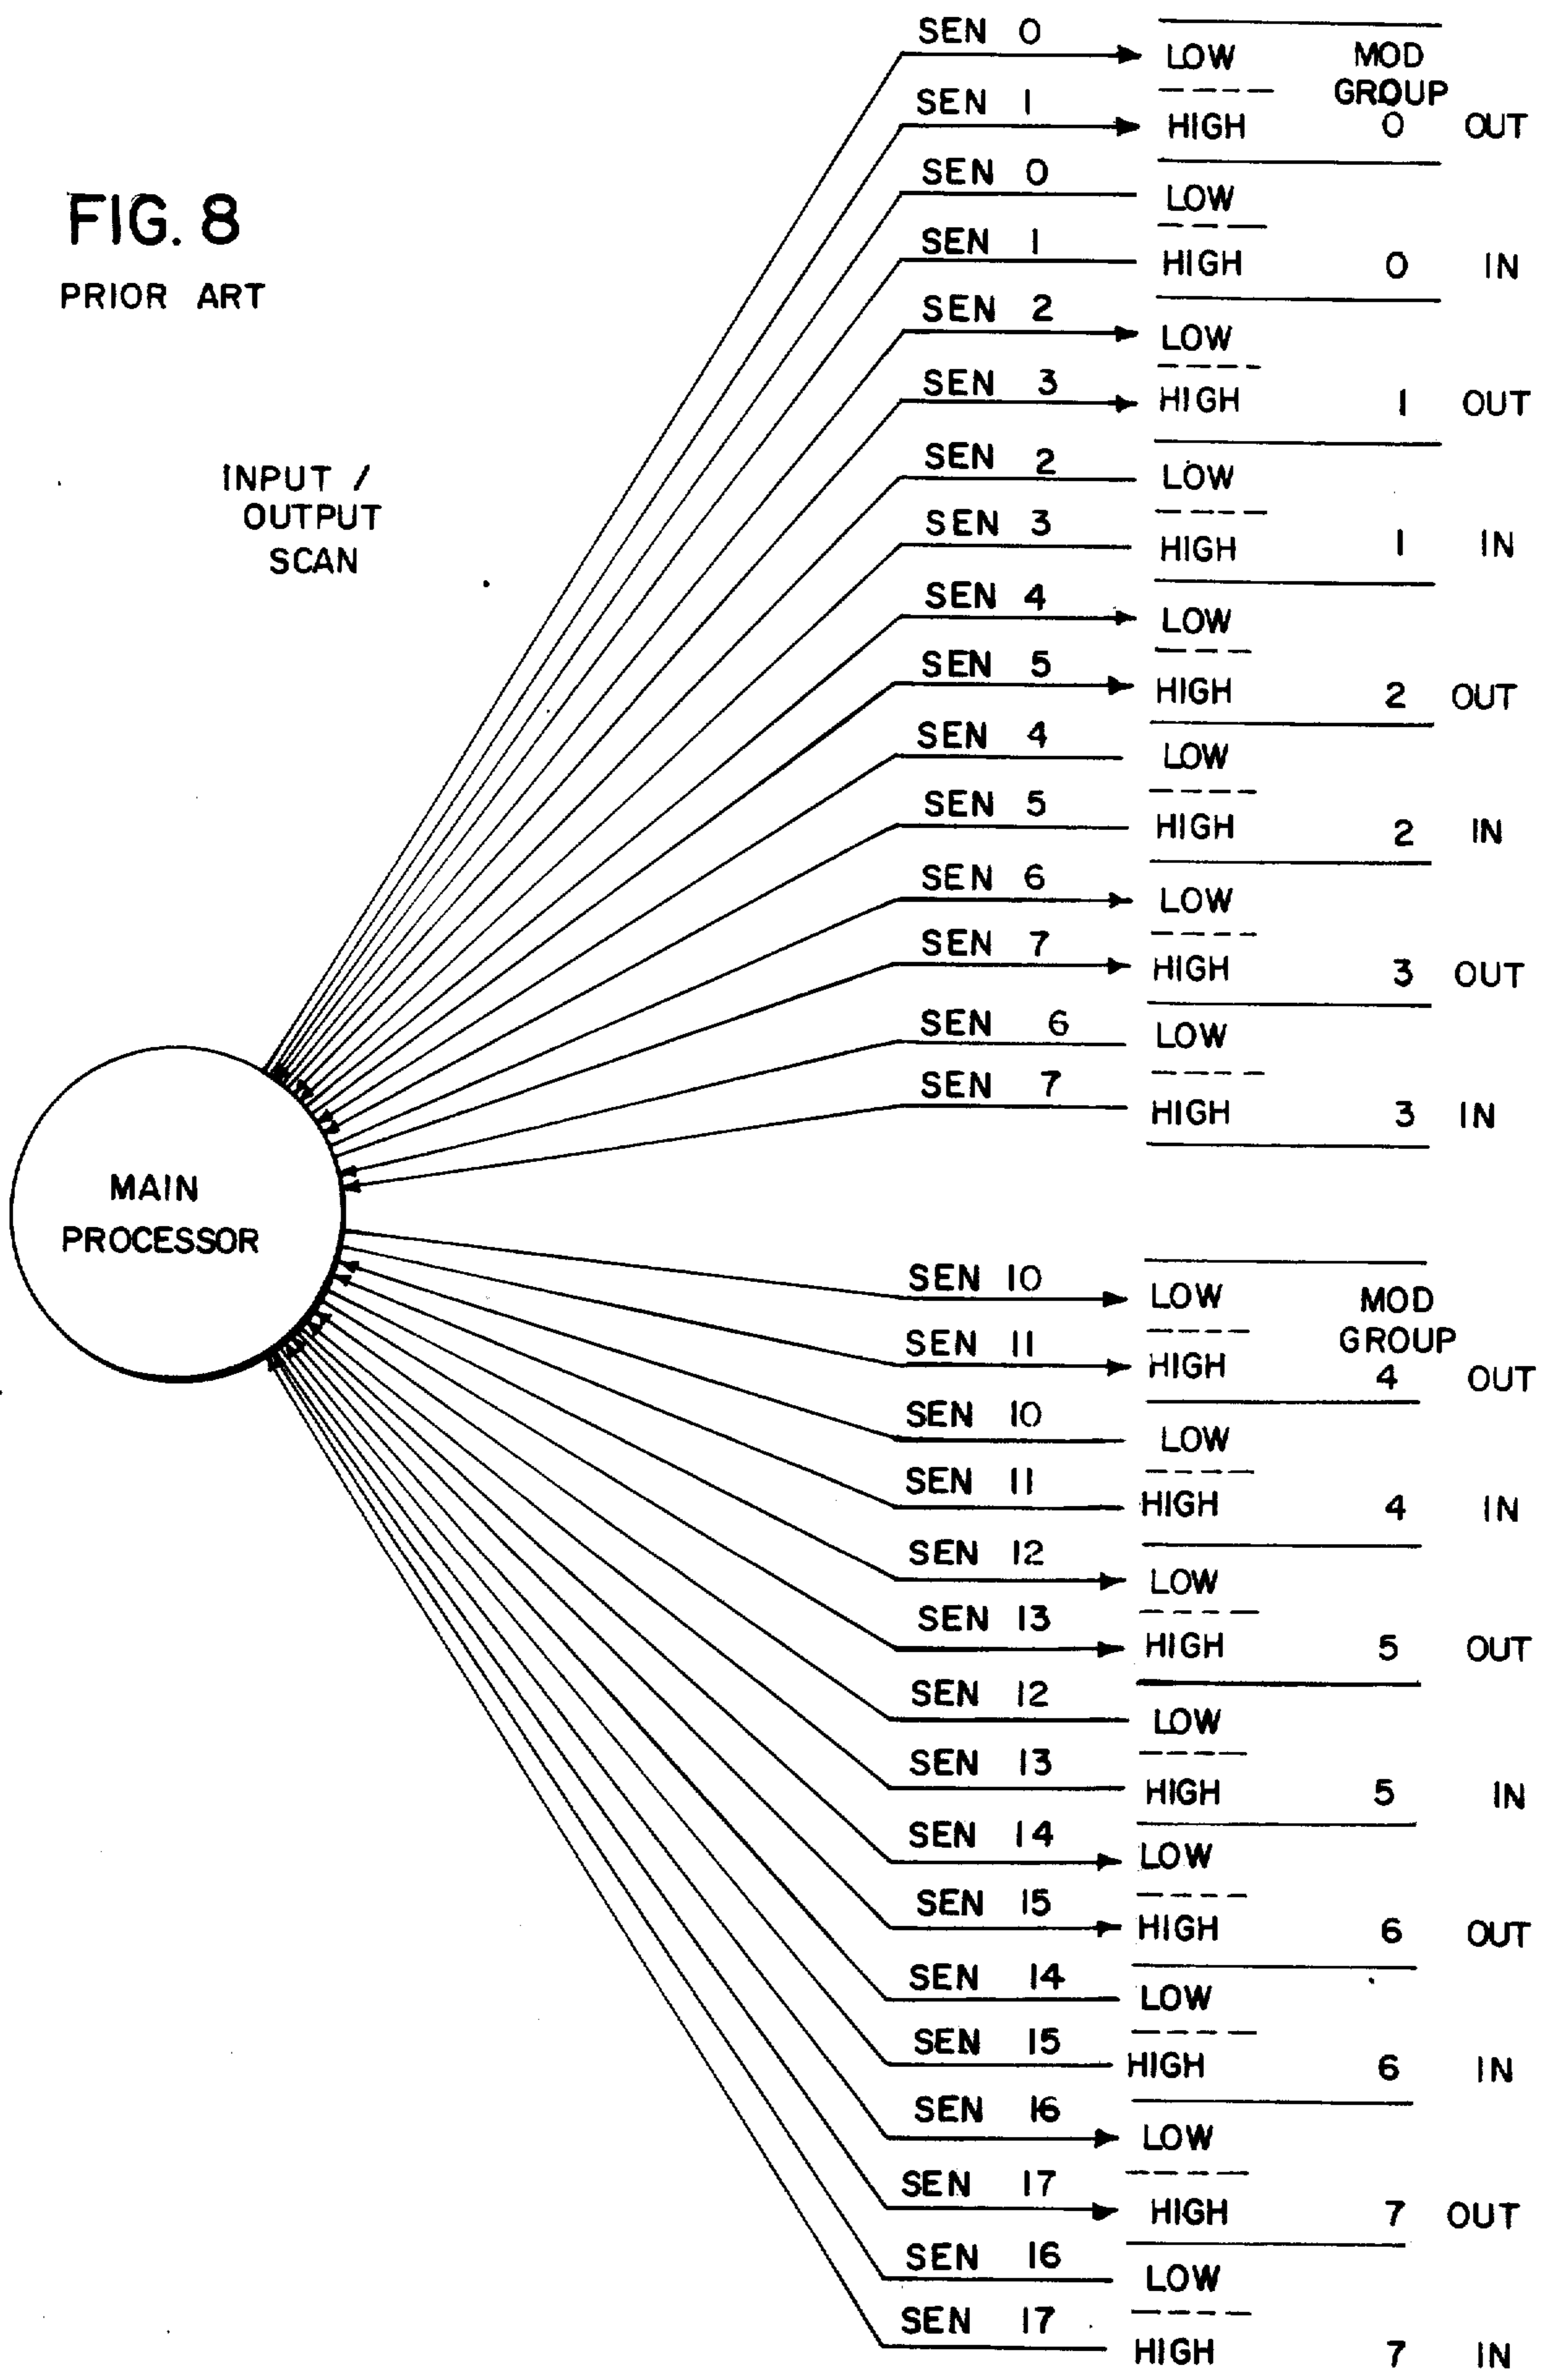 FIG. 8
PRIOR ART
INPUT /
OUTPUT
SCAN
MAIN
PROCESSOR
SEN 0 LOW MOD
GROUP
SEN 1 HIGH 0 OUT
SEN 0 LOW
SEN 1 HIGH 0 IN
SEN 2 LOW
SEN 3 HIGH 1 OUT
SEN 2 LOW
SEN 3 HIGH 1 IN
SEN 4 LOW
SEN 5 HIGH 2 OUT
SEN 4 LOW
SEN 5 HIGH 2 IN
SEN 6 LOW
SEN 7 HIGH 3 OUT
SEN 6 LOW
SEN 7 HIGH 3 IN
SEN 10 LOW MOD
GROUP
SEN 11 HIGH 4 OUT
SEN 10 LOW
SEN 11 HIGH 4 IN
SEN 12 LOW
SEN 13 HIGH 5 OUT
SEN 12 LOW
SEN 13 HIGH 5 IN
SEN 14 LOW
SEN 15 HIGH 6 OUT
SEN 14 LOW
SEN 15 HIGH 6 IN
SEN 16 LOW
SEN 17 HIGH 7 OUT
SEN 16 LOW
SEN 17 HIGH 7 IN